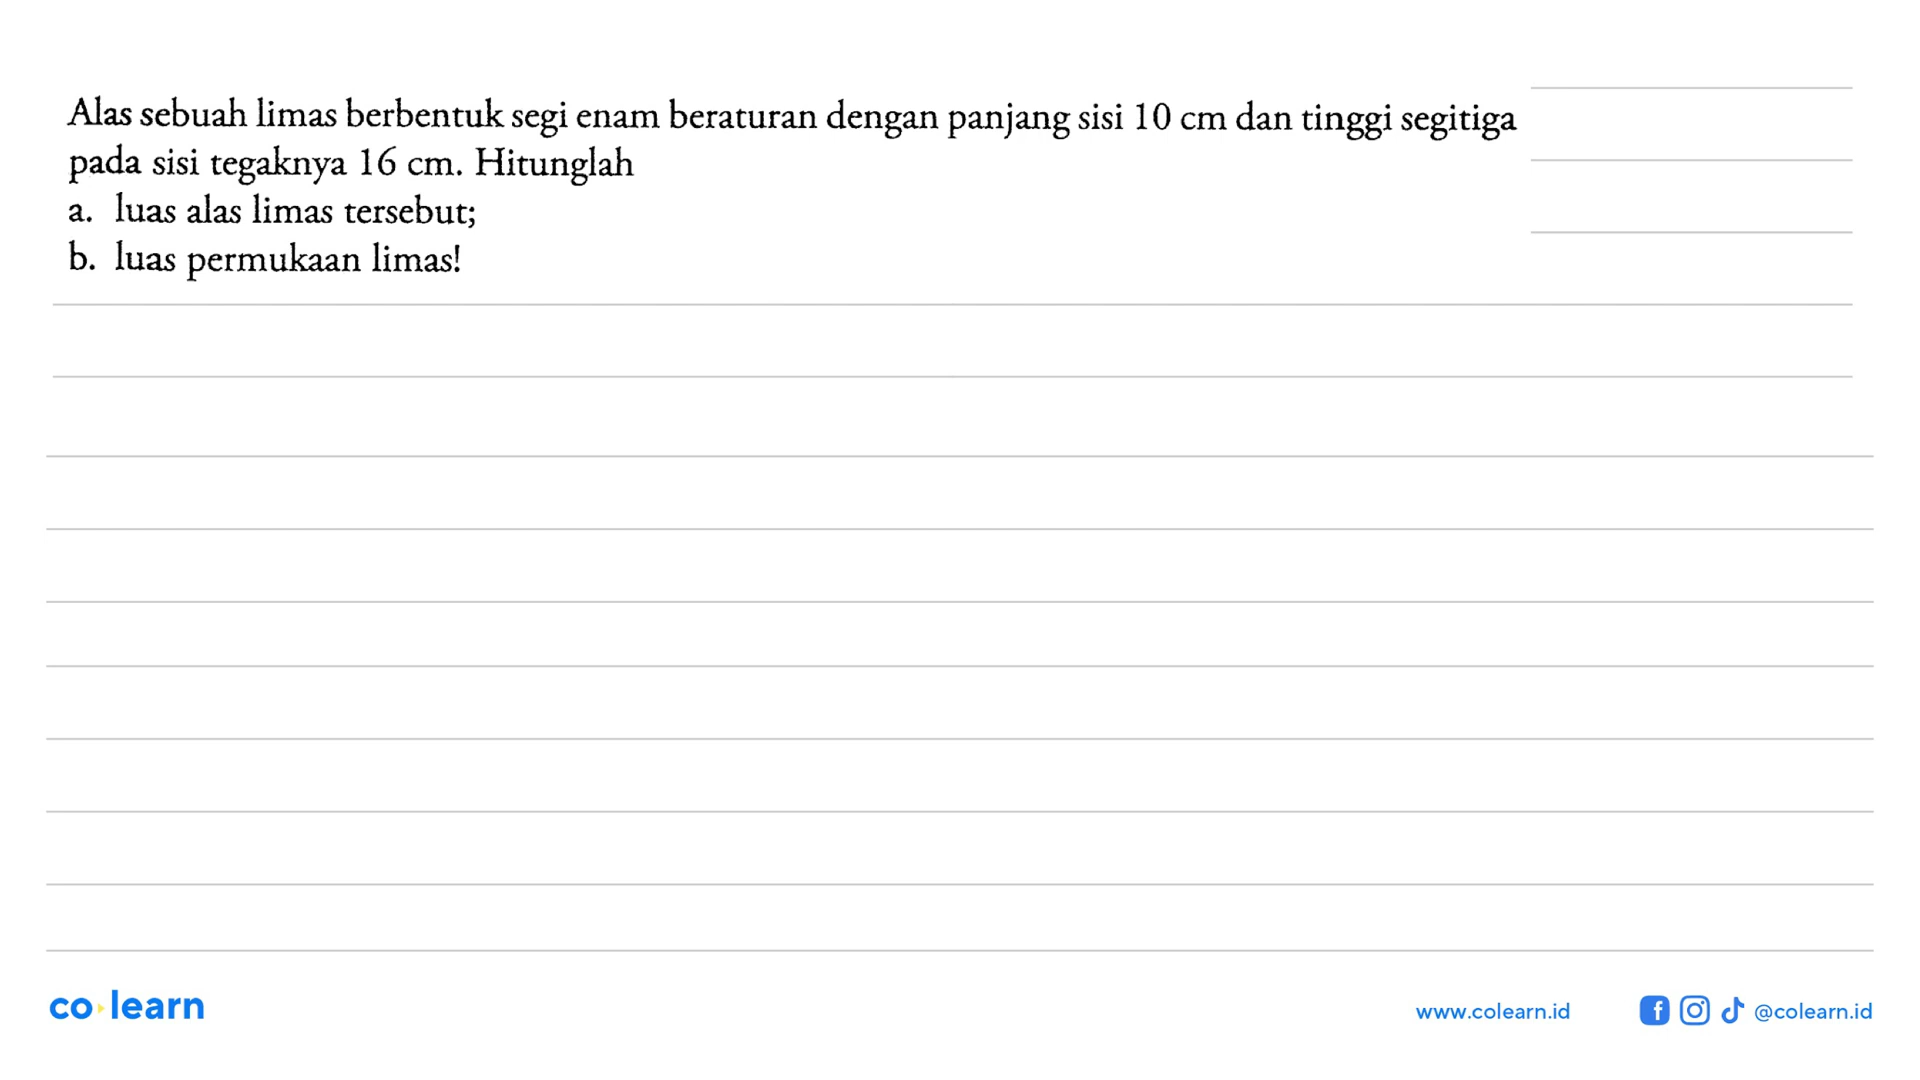 Alas sebuah limas berbentuk segi enam beraturan dengan panjang sisi 10 cm dan tinggi segitiga
pada sisi tegaknya 16 cm. Hitunglah
a. luas alas limas tersebut;
b. luas permukaan limas!
co learn
www.colearn.id
@colearn.id